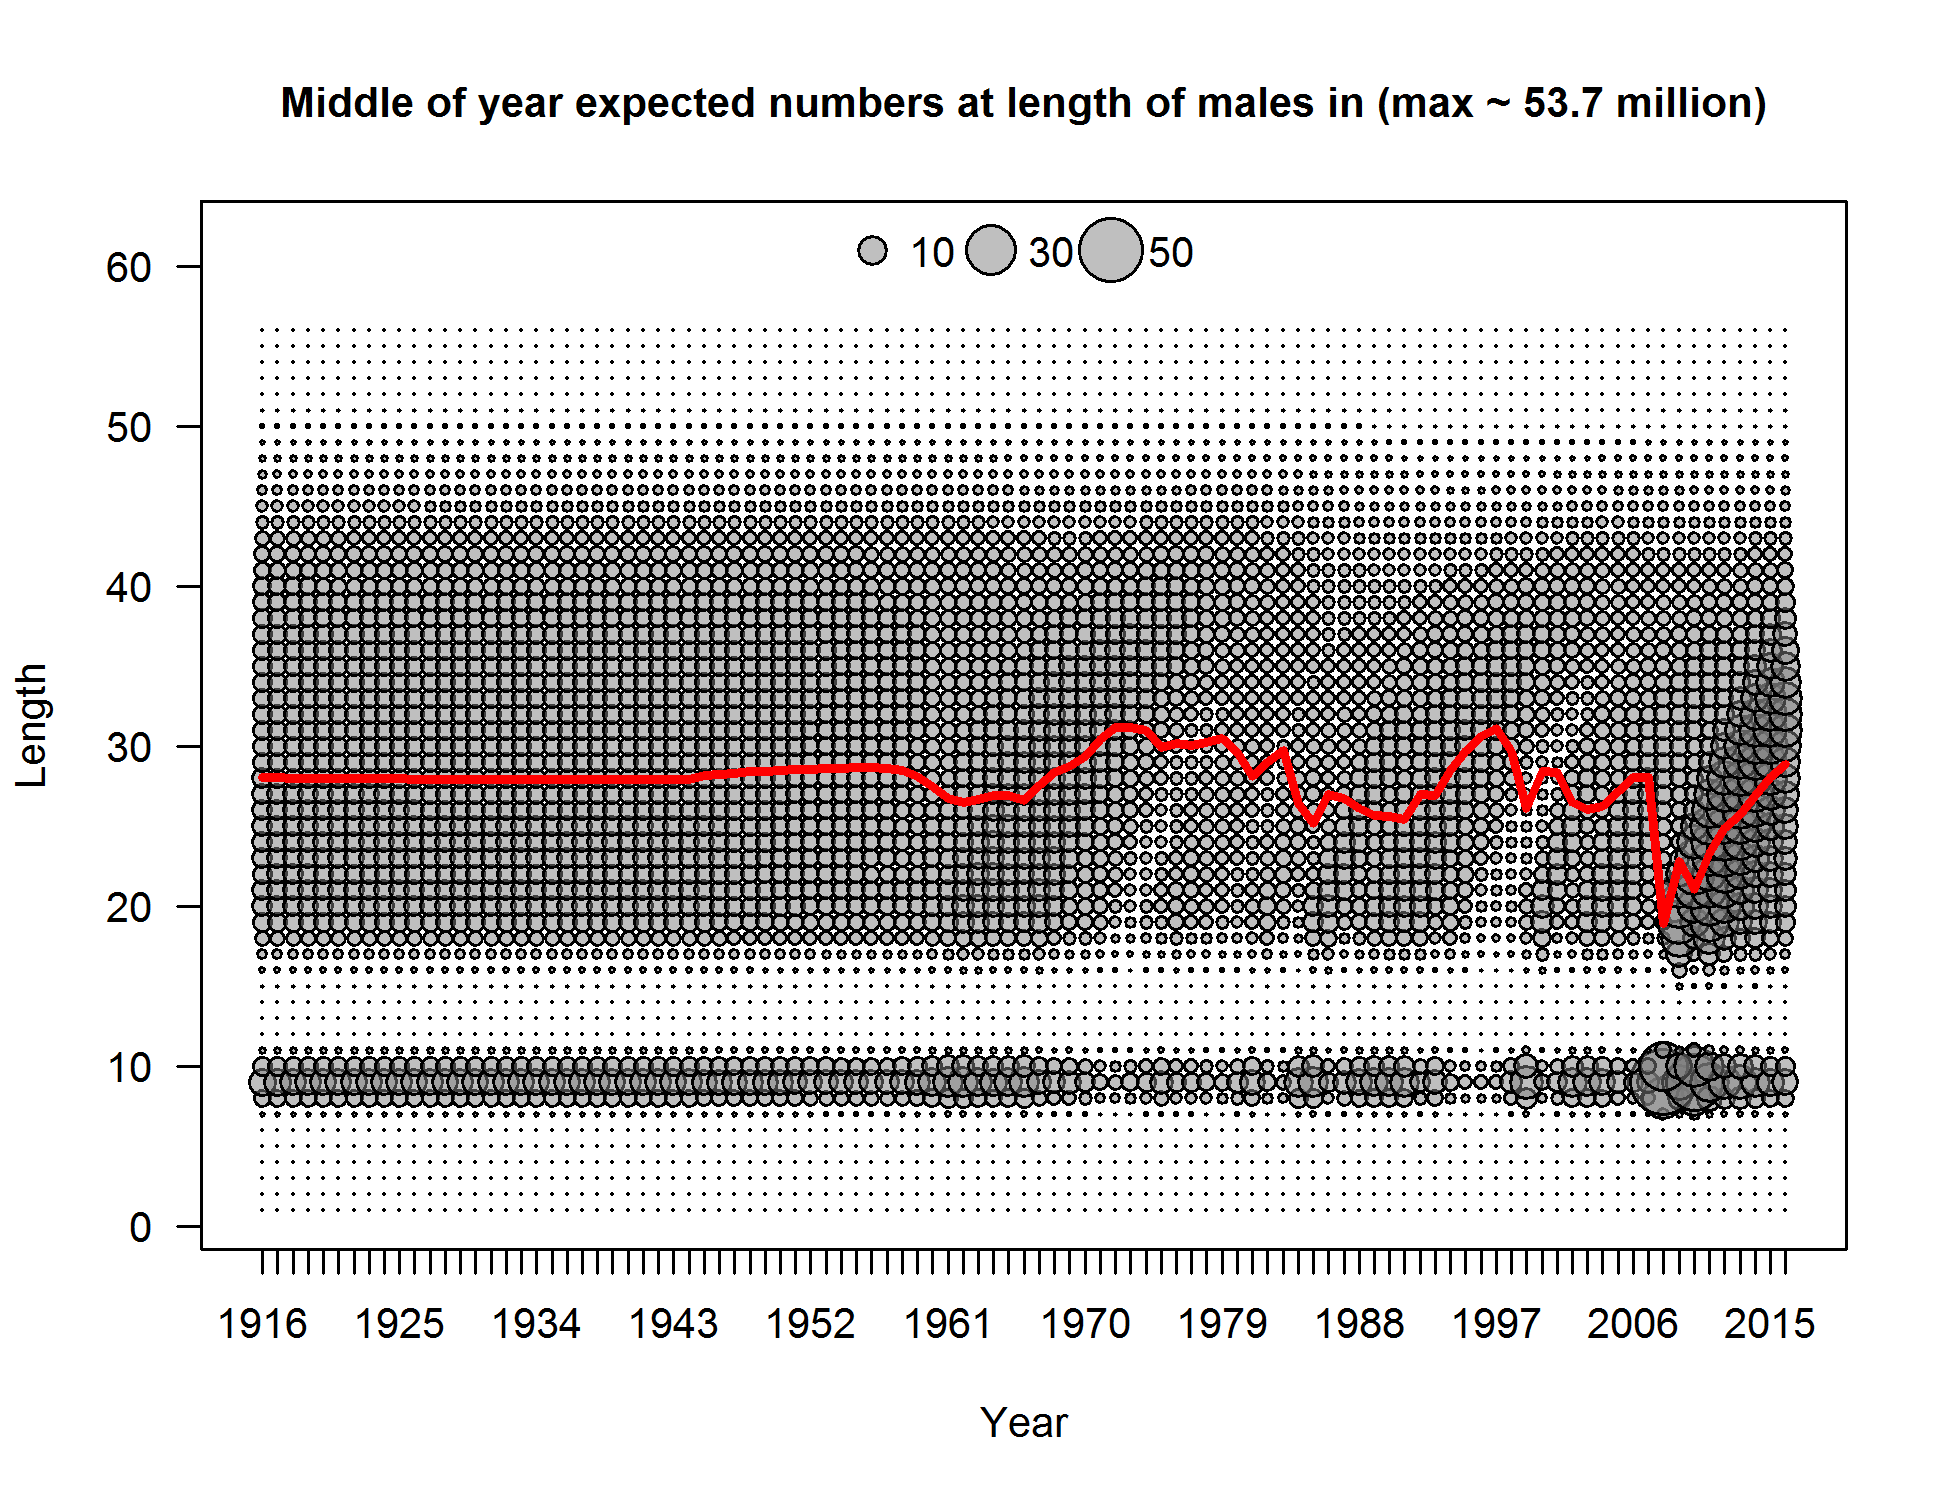 Middle of year expected numbers at length of males in (max ~ 53.7 million)
10 30 50
60
50
40
30
20
10
0
Length
1916 1925 1934 1943 1952 1961 1970 1979 1988 1997 2006 2015
Year